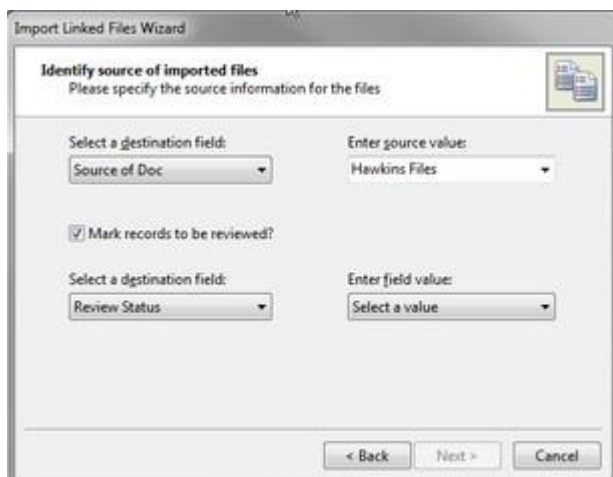 Import Linked Files Wizard
Identify source of imported files
Please specify the source information for the files
Select a destination field: Enter source value:
Source of Doc Hawkins Files
Mark records to be reviewed?
Select a destination field: Enter field value:
Review Status Select a value
< Back Next > Cancel